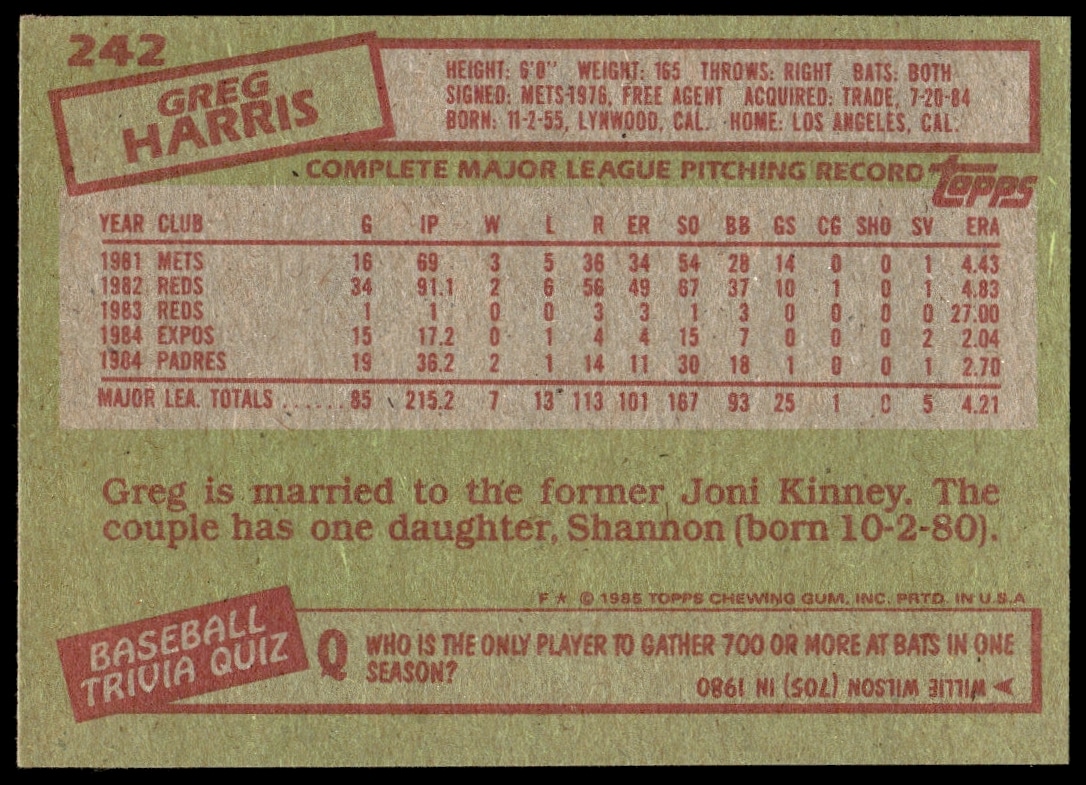 242
GREG
HARRIS
HEIGHT: 6'0" WEIGHT: 165 THROWS: RIGHT BATS: BOTH
SIGNED: METS-1976, FREE AGENT ACQUIRED: TRADE, 7-20-84
BORN: 11-2-55, LYNWOOD, CAL. HOME: LOS ANGELES, CAL.
COMPLETE MAJOR LEAGUE PITCHING RECORD topps
YEAR CLUB G IP W L R ER SO BB GS CG SHO SV ERA
1981 METS 16 69 3 5 36 34 54 28 14 0 0 1 4.43
1982 REDS 34 91.1 2 6 56 49 67 37 10 1 0 1 4.83
1983 REDS 1 1 0 0 3 3 1 3 0 0 0 0 27.00
1984 EXPOS 15 17.2 0 1 4 4 15 7 0 0 0 2 2.04
1984 PADRES 19 36.2 2 1 14 11 30 18 1 0 0 1 2.70
MAJOR LEA. TOTALS ...... 85 215.2 7 13 113 101 167 93 25 1 0 5 4.21
Greg is married to the former Joni Kinney. The
couple has one daughter, Shannon (born 10-2-80).
F ★ © 1985 TOPPS CHEWING GUM, INC. PRTD. IN U.S.A
BASEBALL
TRIVIA QUIZ
Q WHO IS THE ONLY PLAYER TO GATHER 700 OR MORE AT BATS IN ONE
SEASON?
WILLIE WILSON (705) IN 1980